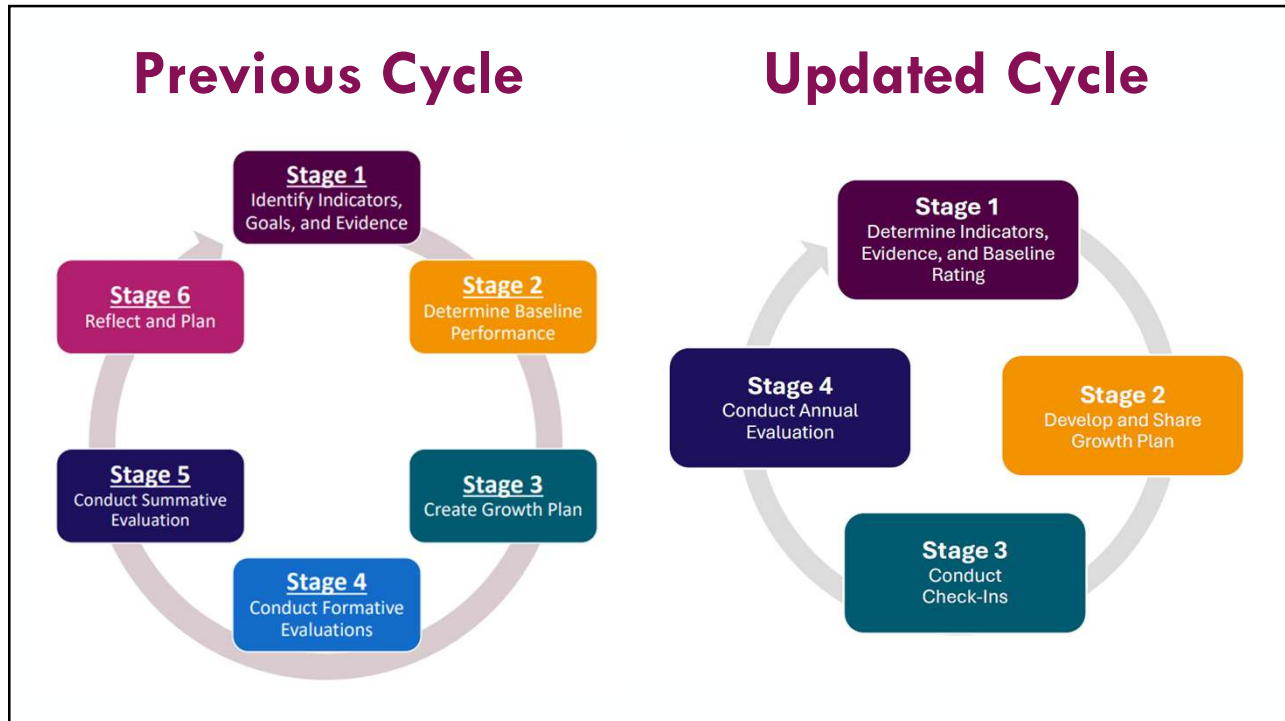 Previous Cycle
Stage 1
Identify Indicators,
Goals, and Evidence
Stage 2
Determine Baseline
Performance
Stage 3
Create Growth Plan
Stage 4
Conduct Formative
Evaluations
Stage 5
Conduct Summative
Evaluation
Stage 6
Reflect and Plan
Updated Cycle
Stage 1
Determine Indicators,
Evidence, and Baseline
Rating
Stage 2
Develop and Share
Growth Plan
Stage 3
Conduct
Check-Ins
Stage 4
Conduct Annual
Evaluation